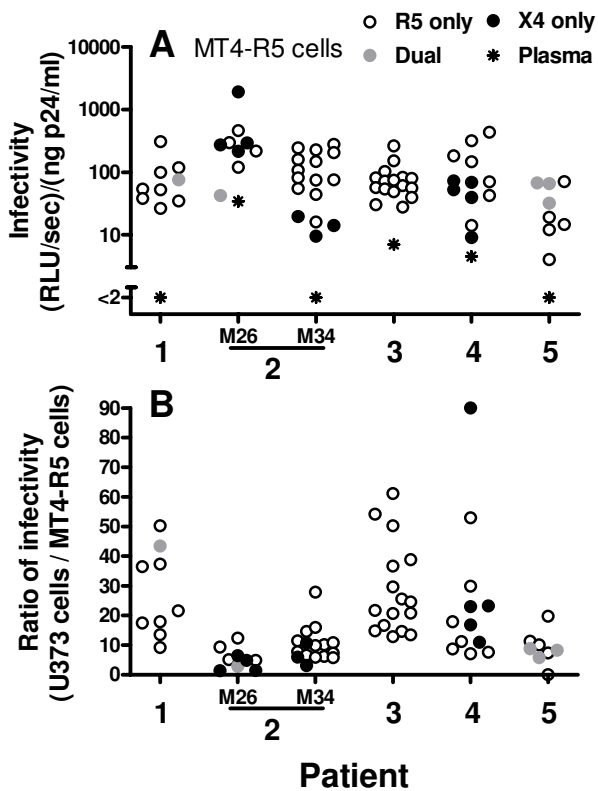 R5 only
X4 only
Dual
Plasma
A MT4-R5 cells
Infectivity
(RLU/sec)/(ng p24/ml)
10000
1000
100
10
<2
M26 M34
1 2 3 4 5
B
Ratio of infectivity
(U373 cells / MT4-R5 cells)
90
80
70
60
50
40
30
20
10
0
M26 M34
1 2 3 4 5
Patient